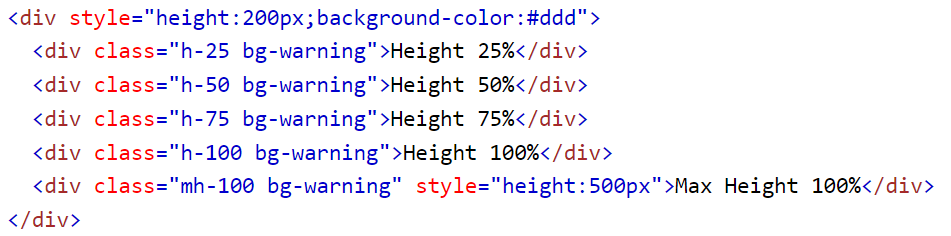 <div style="height:200px;background-color:#ddd">
  <div class="h-25 bg-warning">Height 25%</div>
  <div class="h-50 bg-warning">Height 50%</div>
  <div class="h-75 bg-warning">Height 75%</div>
  <div class="h-100 bg-warning">Height 100%</div>
  <div class="mh-100 bg-warning" style="height:500px">Max Height 100%</div>
</div>